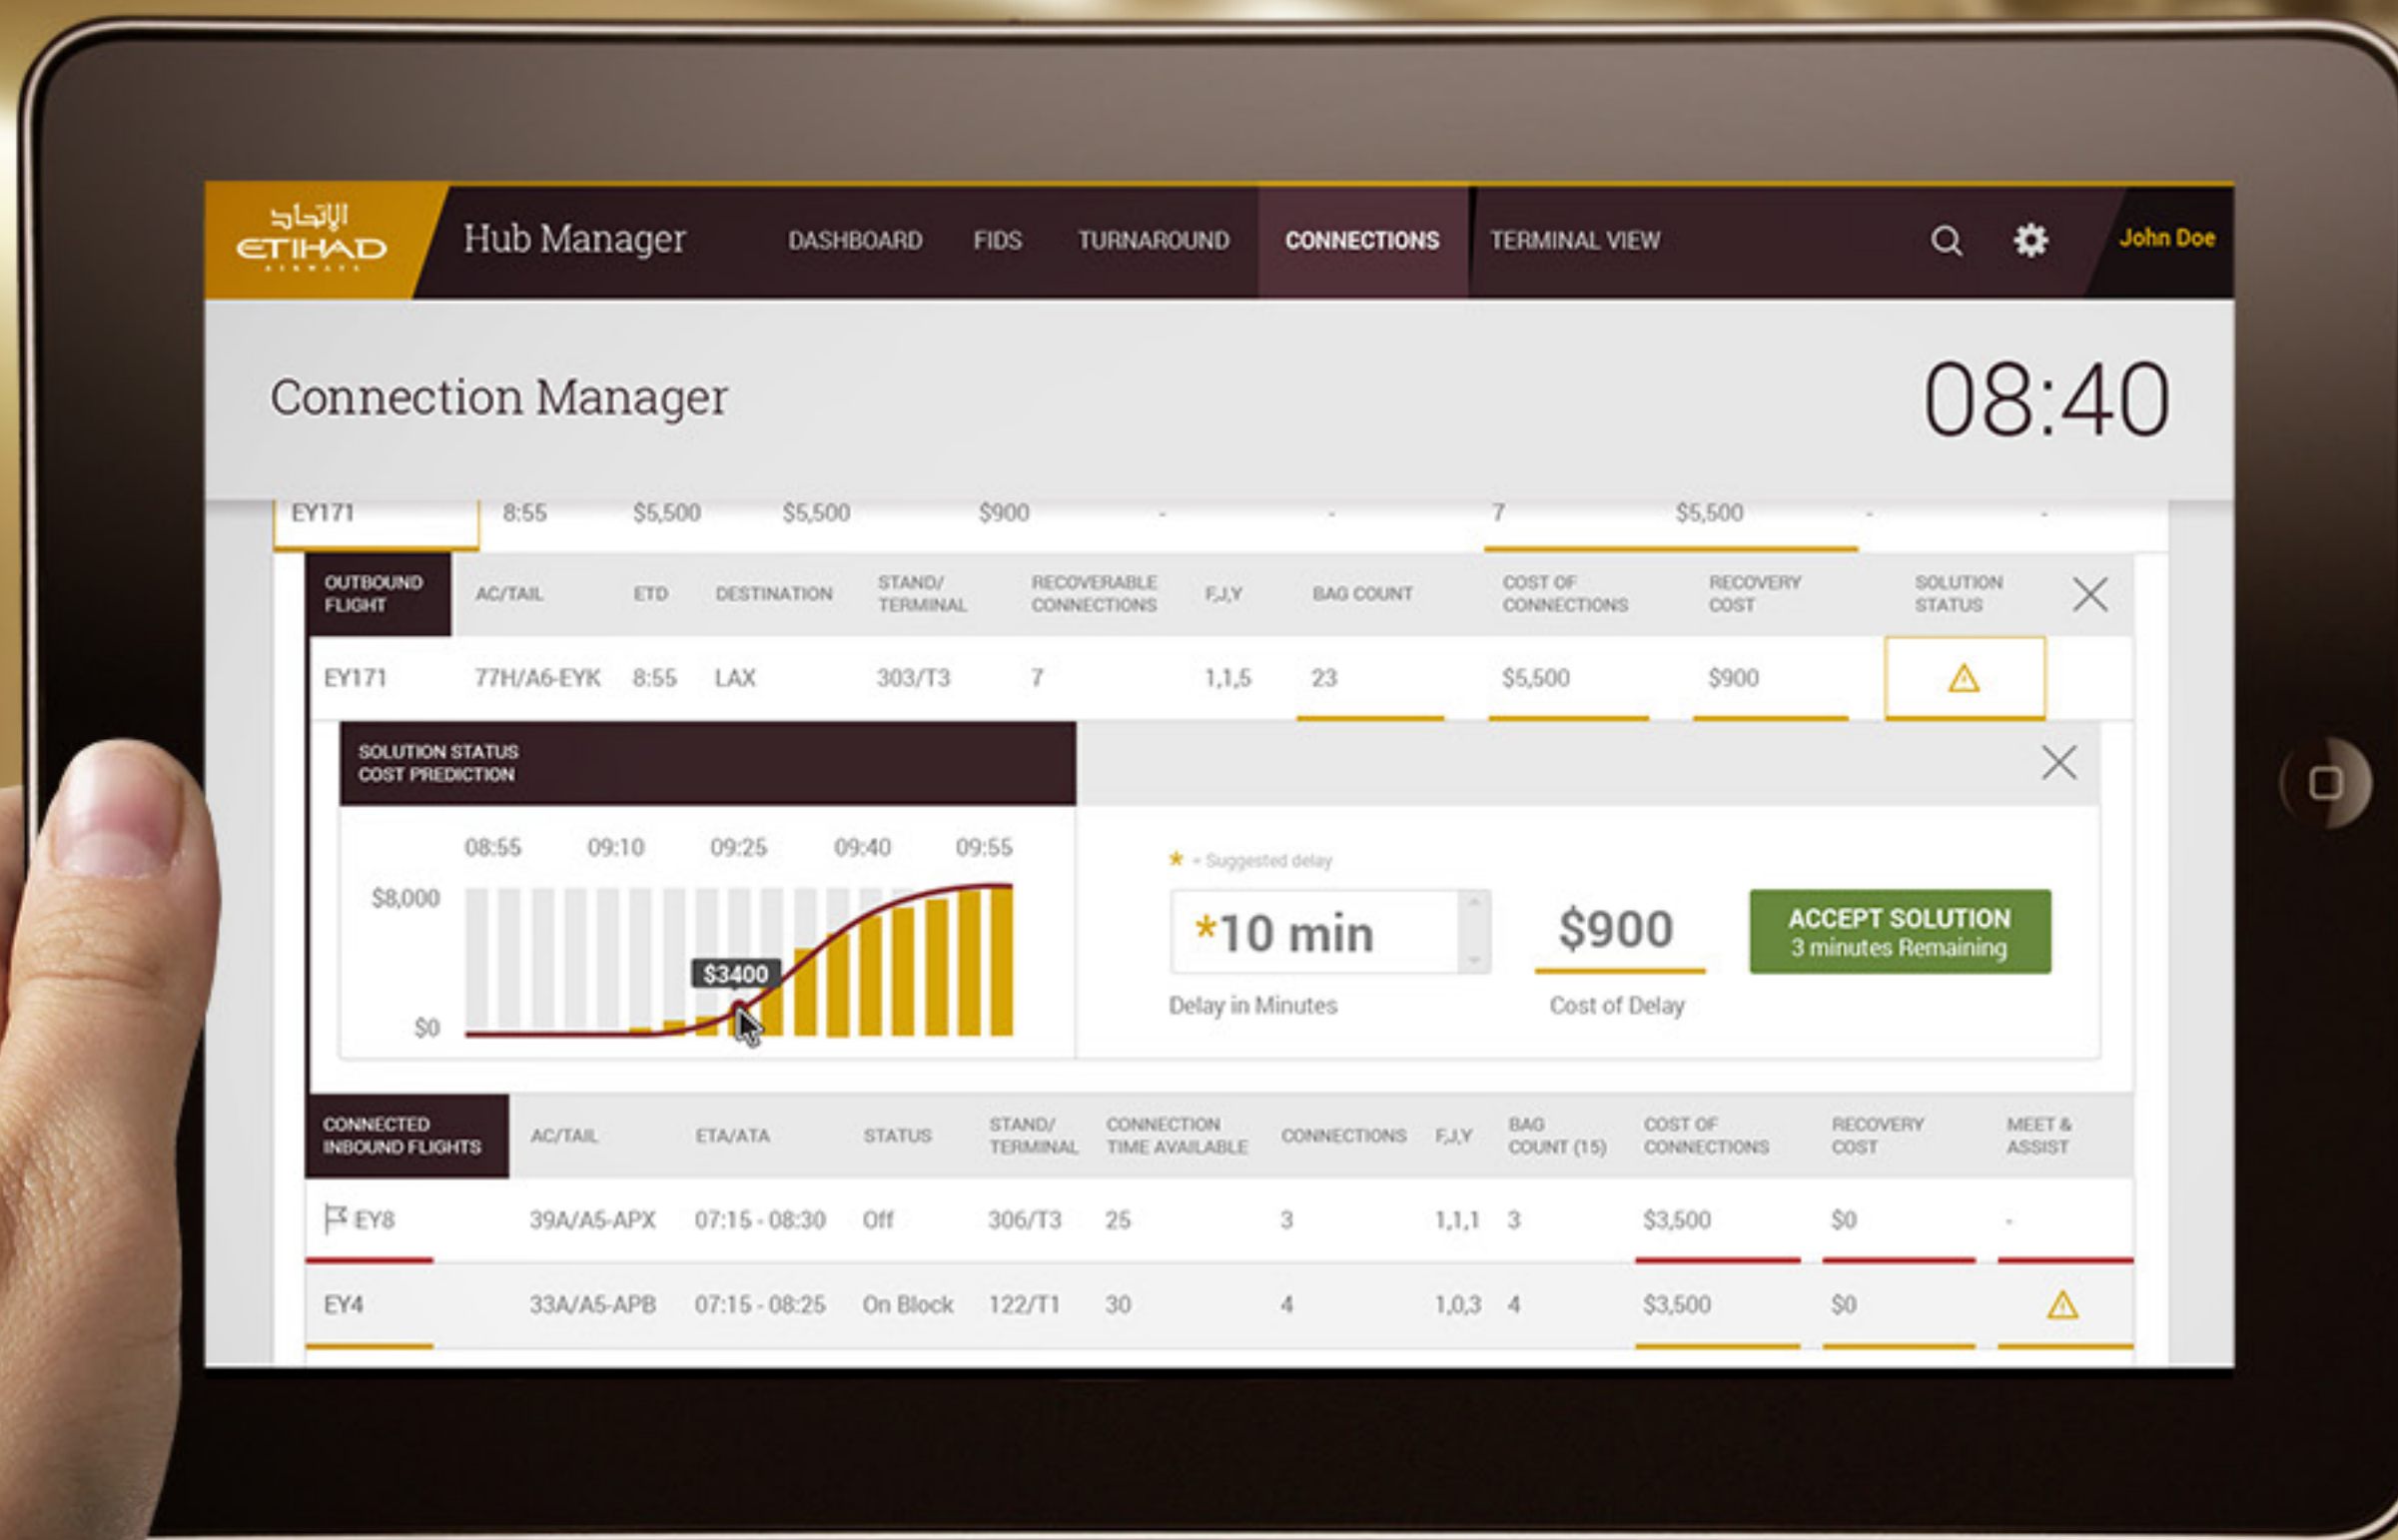 الإتحاد
ETIHAD
AIRWAYS
Hub Manager
DASHBOARD
FIDS
TURNAROUND
CONNECTIONS
TERMINAL VIEW
John Doe
Connection Manager
08:40
EY171 8:55 $5,500 $5,500 $900 - - 7 $5,500 - -
OUTBOUND
FLIGHT
AC/TAIL
ETD
DESTINATION
STAND/
TERMINAL
RECOVERABLE
CONNECTIONS
F,J,Y
BAG COUNT
COST OF
CONNECTIONS
RECOVERY
COST
SOLUTION
STATUS
EY171 77H/A6-EYK 8:55 LAX 303/T3 7 1,1,5 23 $5,500 $900
SOLUTION STATUS
COST PREDICTION
08:55 09:10 09:25 09:40 09:55
$8,000
$3400
$0
* = Suggested delay
*10 min
Delay in Minutes
$900
Cost of Delay
ACCEPT SOLUTION
3 minutes Remaining
CONNECTED
INBOUND FLIGHTS
AC/TAIL
ETA/ATA
STATUS
STAND/
TERMINAL
CONNECTION
TIME AVAILABLE
CONNECTIONS
F,J,Y
BAG
COUNT (15)
COST OF
CONNECTIONS
RECOVERY
COST
MEET &
ASSIST
EY8 39A/A5-APX 07:15 - 08:30 Off 306/T3 25 3 1,1,1 3 $3,500 $0 -
EY4 33A/A5-APB 07:15 - 08:25 On Block 122/T1 30 4 1,0,3 4 $3,500 $0